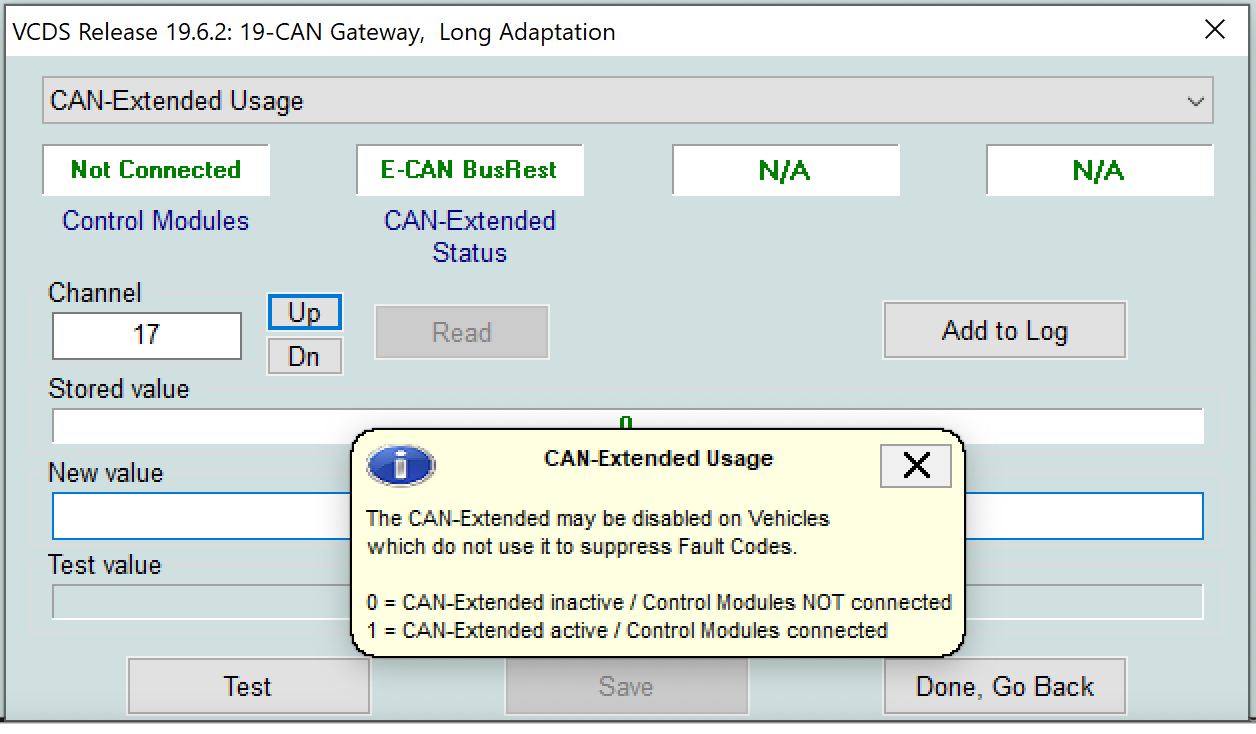 VCDS Release 19.6.2: 19-CAN Gateway, Long Adaptation
CAN-Extended Usage
Not Connected
E-CAN BusRest
N/A
N/A
Control Modules
CAN-Extended
Status
Channel
17
Up
Dn
Read
Add to Log
Stored value
0
New value
CAN-Extended Usage
The CAN-Extended may be disabled on Vehicles
which do not use it to suppress Fault Codes.
0 = CAN-Extended inactive / Control Modules NOT connected
1 = CAN-Extended active / Control Modules connected
Test value
Test
Save
Done, Go Back